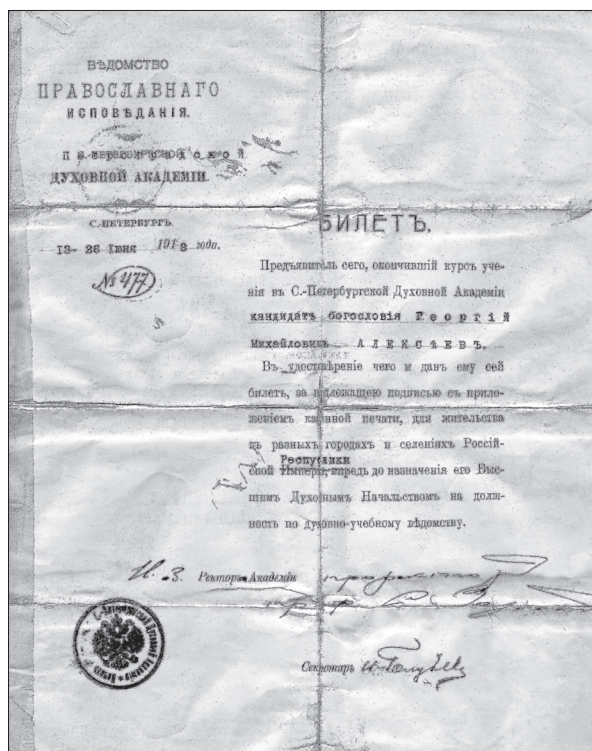 ВѢДОМСТВО
ПРАВОСЛАВНАГО
ИСПОВѢДАНІЯ.
ДУХОВНОЙ АКАДЕМІИ.
С.-ПЕТЕРБУРГЪ.
13- 26 Іюня 1918 года.
№ 477
БИЛЕТЪ.
Предъявитель сего, окончившій курсъ уче-
нія въ С.-Петербургской Духовной Академіи
кандидатъ богословія Георгій
Михайловичъ АЛЕКСѢЕВЪ.
Въ удостовѣреніе чего и данъ ему сей
билетъ, за надлежащею подписью съ прило-
женіемъ казенной печати, для жительства
въ разныхъ городахъ и селеніяхъ Россій-
Республики
ской Имперіи, впредь до назначенія его Выс-
шимъ Духовнымъ Начальствомъ на долж-
ность по духовно-учебному вѣдомству.
И. З. Ректоръ Академіи
Секретарь